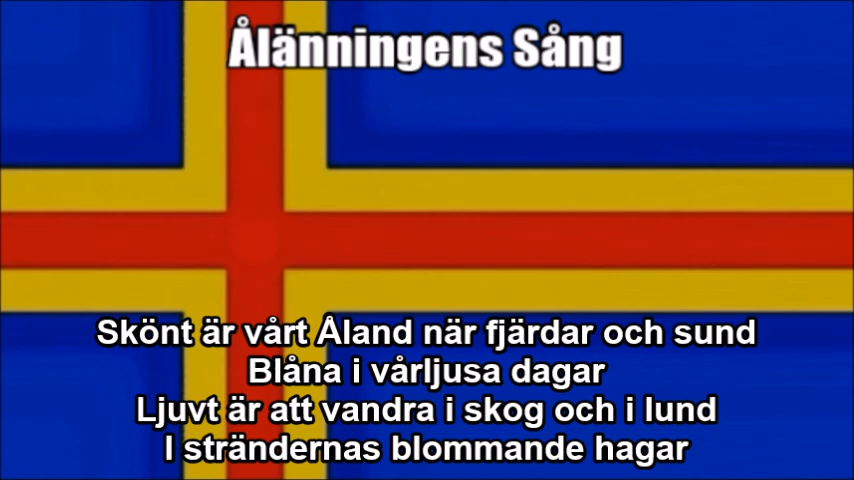 Ålänningens Sång
Skönt är vårt Åland när fjärdar och sund
Blåna i vårljusa dagar
Ljuvt är att vandra i skog och i lund
I strändernas blommande hagar